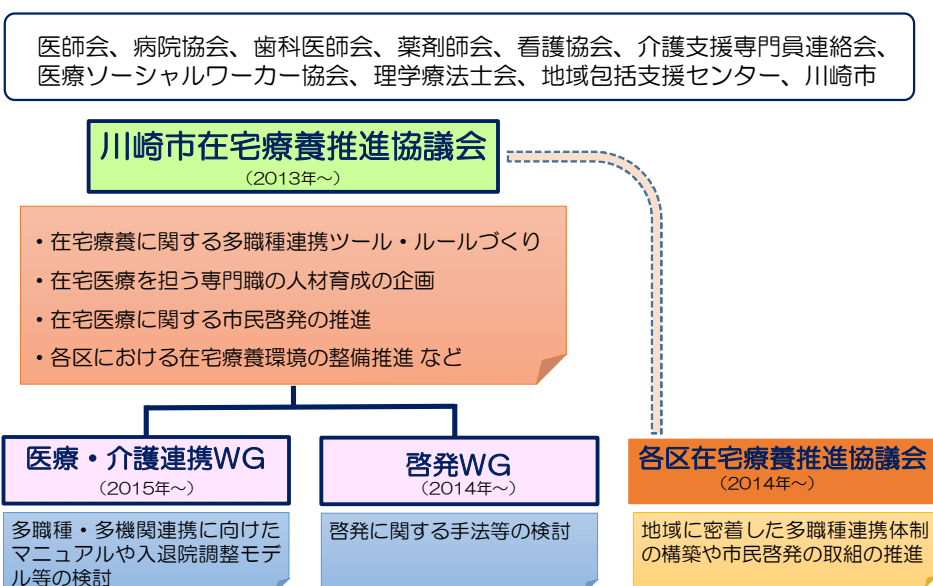 医師会、病院協会、歯科医師会、薬剤師会、看護協会、介護支援専門員連絡会、
医療ソーシャルワーカー協会、理学療法士会、地域包括支援センター、川崎市
川崎市在宅療養推進協議会
（2013年～）
・在宅療養に関する多職種連携ツール・ルールづくり
・在宅医療を担う専門職の人材育成の企画
・在宅医療に関する市民啓発の推進
・各区における在宅療養環境の整備推進 など
医療・介護連携WG
（2015年～）
多職種・多機関連携に向けた
マニュアルや入退院調整モデ
ル等の検討
啓発WG
（2014年～）
啓発に関する手法等の検討
各区在宅療養推進協議会
（2014年～）
地域に密着した多職種連携体制
の構築や市民啓発の取組の推進